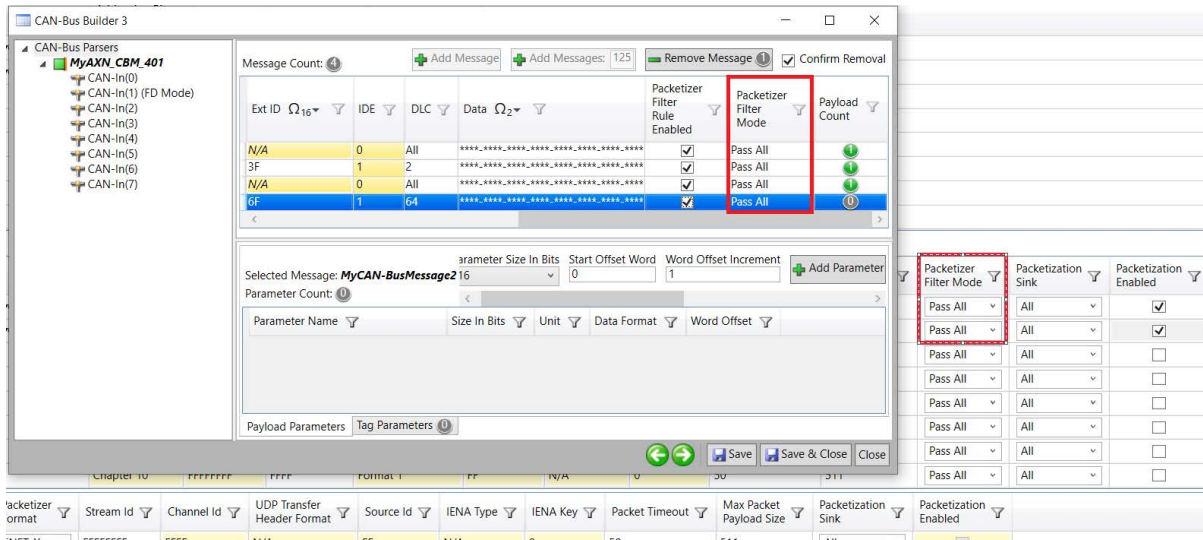 CAN-Bus Builder 3
CAN-Bus Parsers
MyAXN_CBM_401
CAN-In(0)
CAN-In(1) (FD Mode)
CAN-In(2)
CAN-In(3)
CAN-In(4)
CAN-In(5)
CAN-In(6)
CAN-In(7)
Message Count: 4
Add Message
Add Messages: 125
Remove Message 1
Confirm Removal
Ext ID Ω16 IDE DLC Data Ω2 Packetizer Filter Rule Enabled Packetizer Filter Mode Payload Count
N/A 0 All ****-****-****-****-****-****-****-**** Pass All 1
3F 1 2 ****-****-****-****-****-****-****-**** Pass All 1
N/A 0 All ****-****-****-****-****-****-****-**** Pass All 1
6F 1 64 ****-****-****-****-****-****-****-**** Pass All 0
arameter Size In Bits Start Offset Word Word Offset Increment
Selected Message: MyCAN-BusMessage2 16 0 1 Add Parameter
Parameter Count: 0
Parameter Name Size In Bits Unit Data Format Word Offset
Payload Parameters Tag Parameters 0
Save Save & Close Close
Packetizer Filter Mode Packetization Sink Packetization Enabled
Pass All All
Pass All All
Pass All All
Pass All All
Pass All All
Pass All All
Pass All All
Pass All All
Chapter 10 FFFFFFFF FFFF Format 1 FF N/A 0 50 511
Packetizer
ormat Stream Id Channel Id UDP Transfer Header Format Source Id IENA Type IENA Key Packet Timeout Max Packet Payload Size Packetization Sink Packetization Enabled